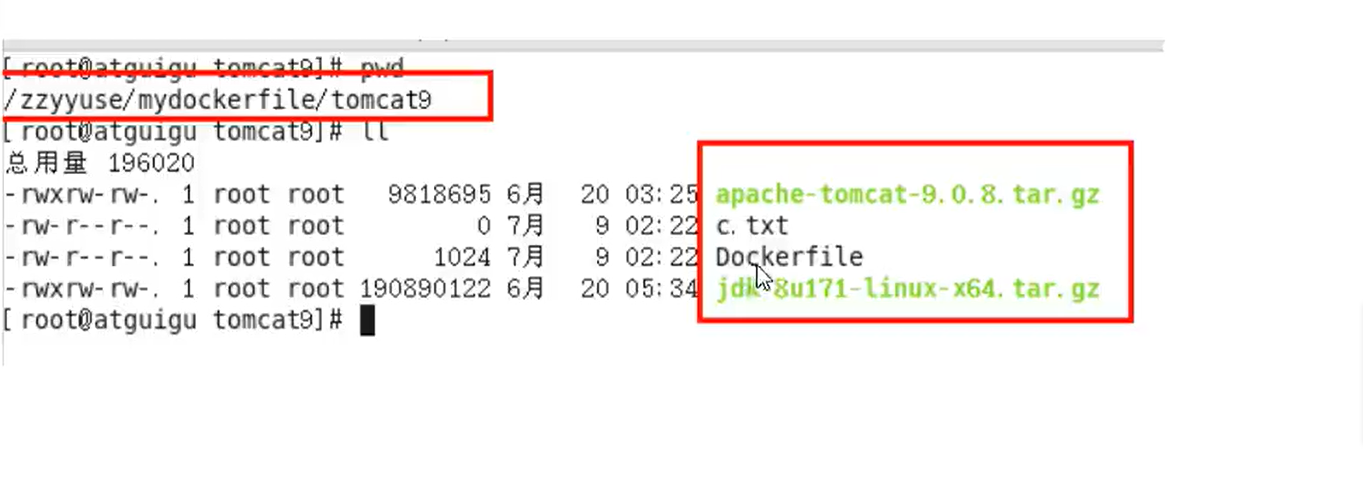 [root@atguigu tomcat9]# pwd
/zzyyuse/mydockerfile/tomcat9
[root@atguigu tomcat9]# ll
总用量 196020
-rwxrw-rw-. 1 root root 9818695 6月 20 03:25 apache-tomcat-9.0.8.tar.gz
-rw-r--r--. 1 root root 0 7月 9 02:22 c.txt
-rw-r--r--. 1 root root 1024 7月 9 02:22 Dockerfile
-rwxrw-rw-. 1 root root 190890122 6月 20 05:34 jdk-8u171-linux-x64.tar.gz
[root@atguigu tomcat9]#